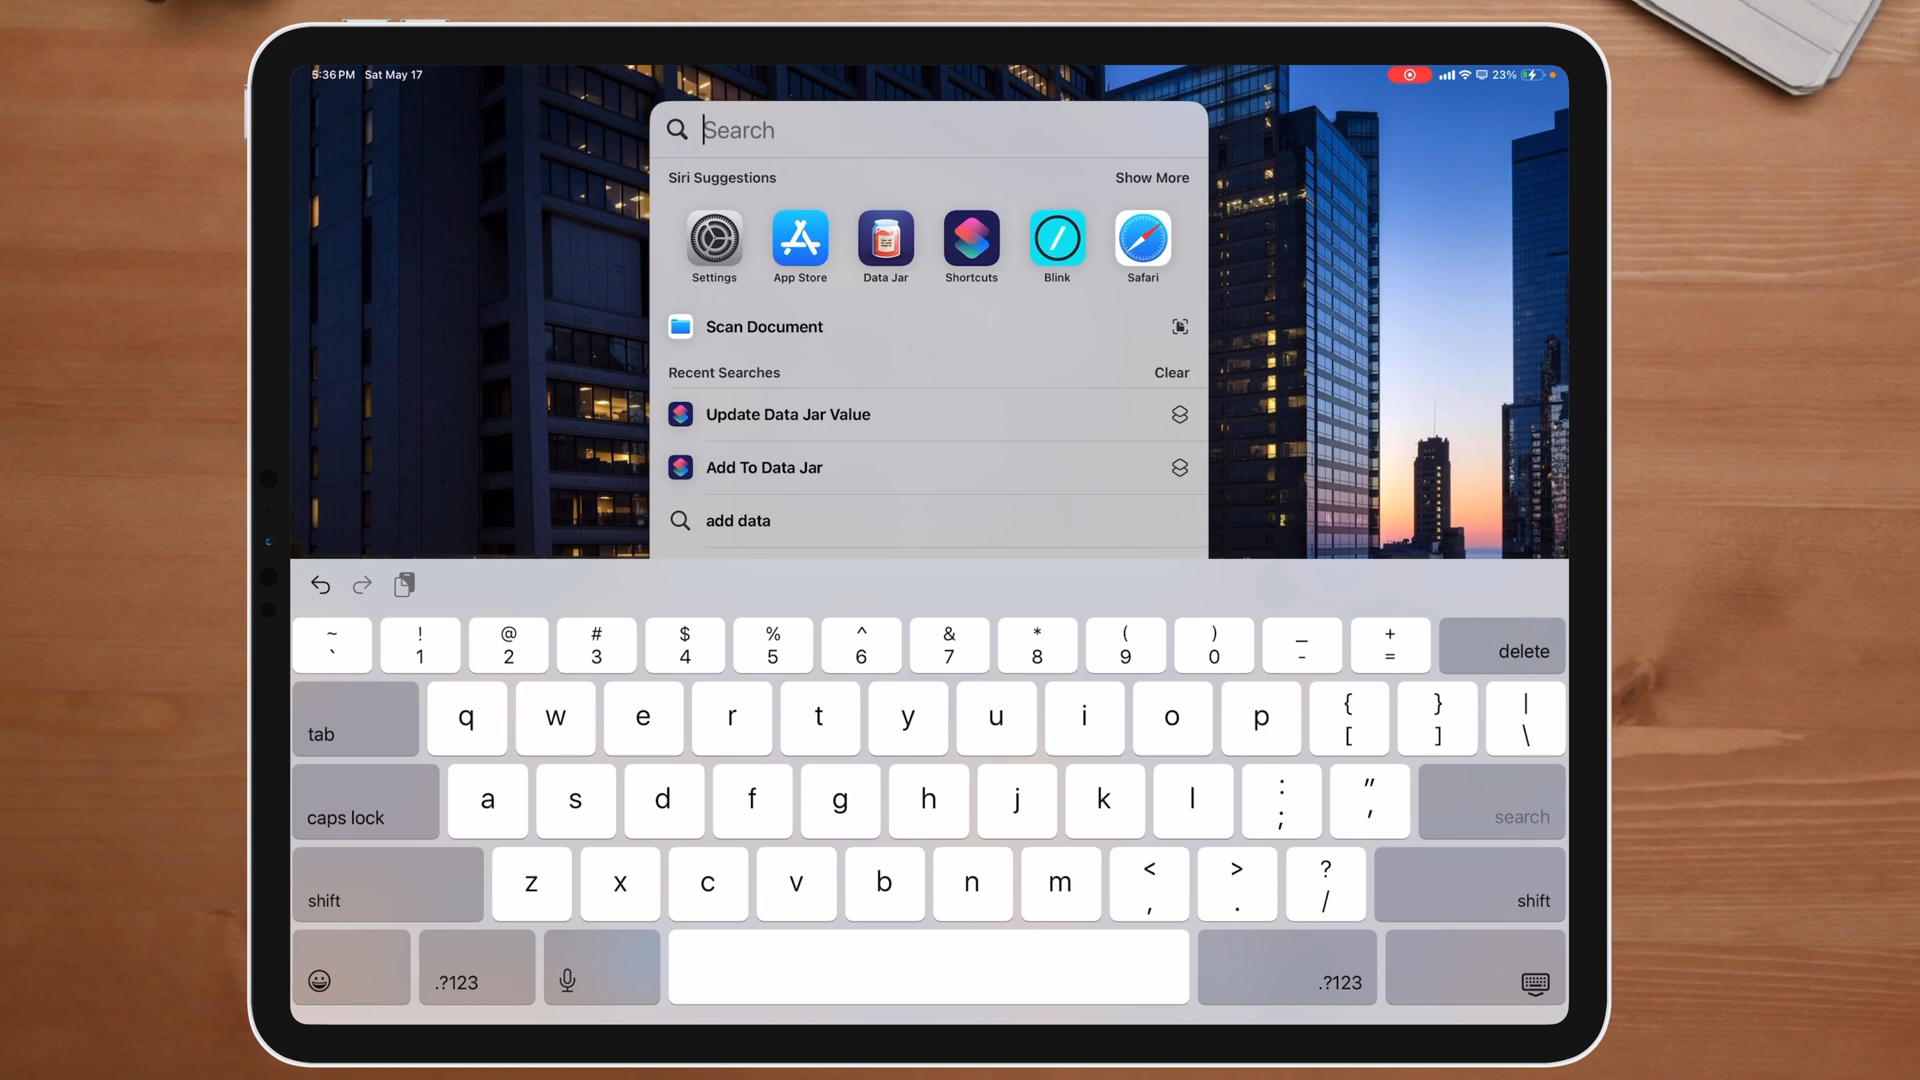 5:36 PM Sat May 17
23%
Search
Siri Suggestions Show More
Settings App Store Data Jar Shortcuts Blink Safari
Scan Document
Recent Searches Clear
Update Data Jar Value
Add To Data Jar
add data
~ ! @ # $ % ^ & * ( ) _ +
` 1 2 3 4 5 6 7 8 9 0 - = delete
tab q w e r t y u i o p { [ } ] | \
caps lock a s d f g h j k l : ; " ' search
shift z x c v b n m < , > . ? / shift
.?123 .?123